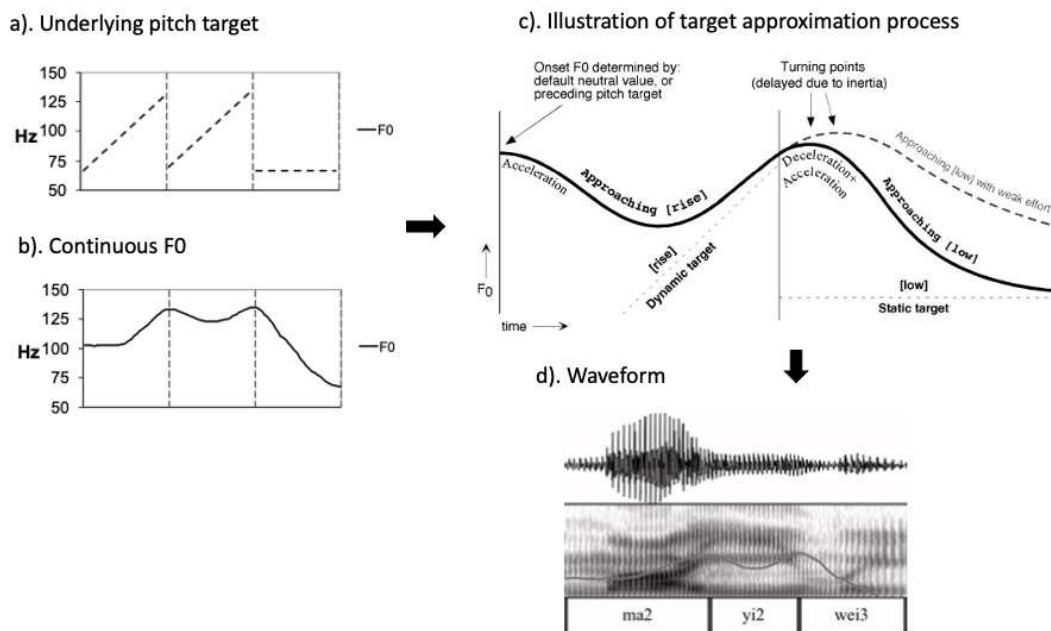 a). Underlying pitch target
150
125
Hz 100
75
50
F0
b). Continuous F0
150
125
Hz 100
75
50
F0
c). Illustration of target approximation process
Onset F0 determined by:
default neutral value, or
preceding pitch target
Turning points
(delayed due to inertia)
Acceleration
Approaching [rise]
Deceleration+
Acceleration
Approaching [low] with weak effort
Approaching [low]
[rise]
Dynamic target
[low]
Static target
F0
time
d). Waveform
ma2
yi2
wei3